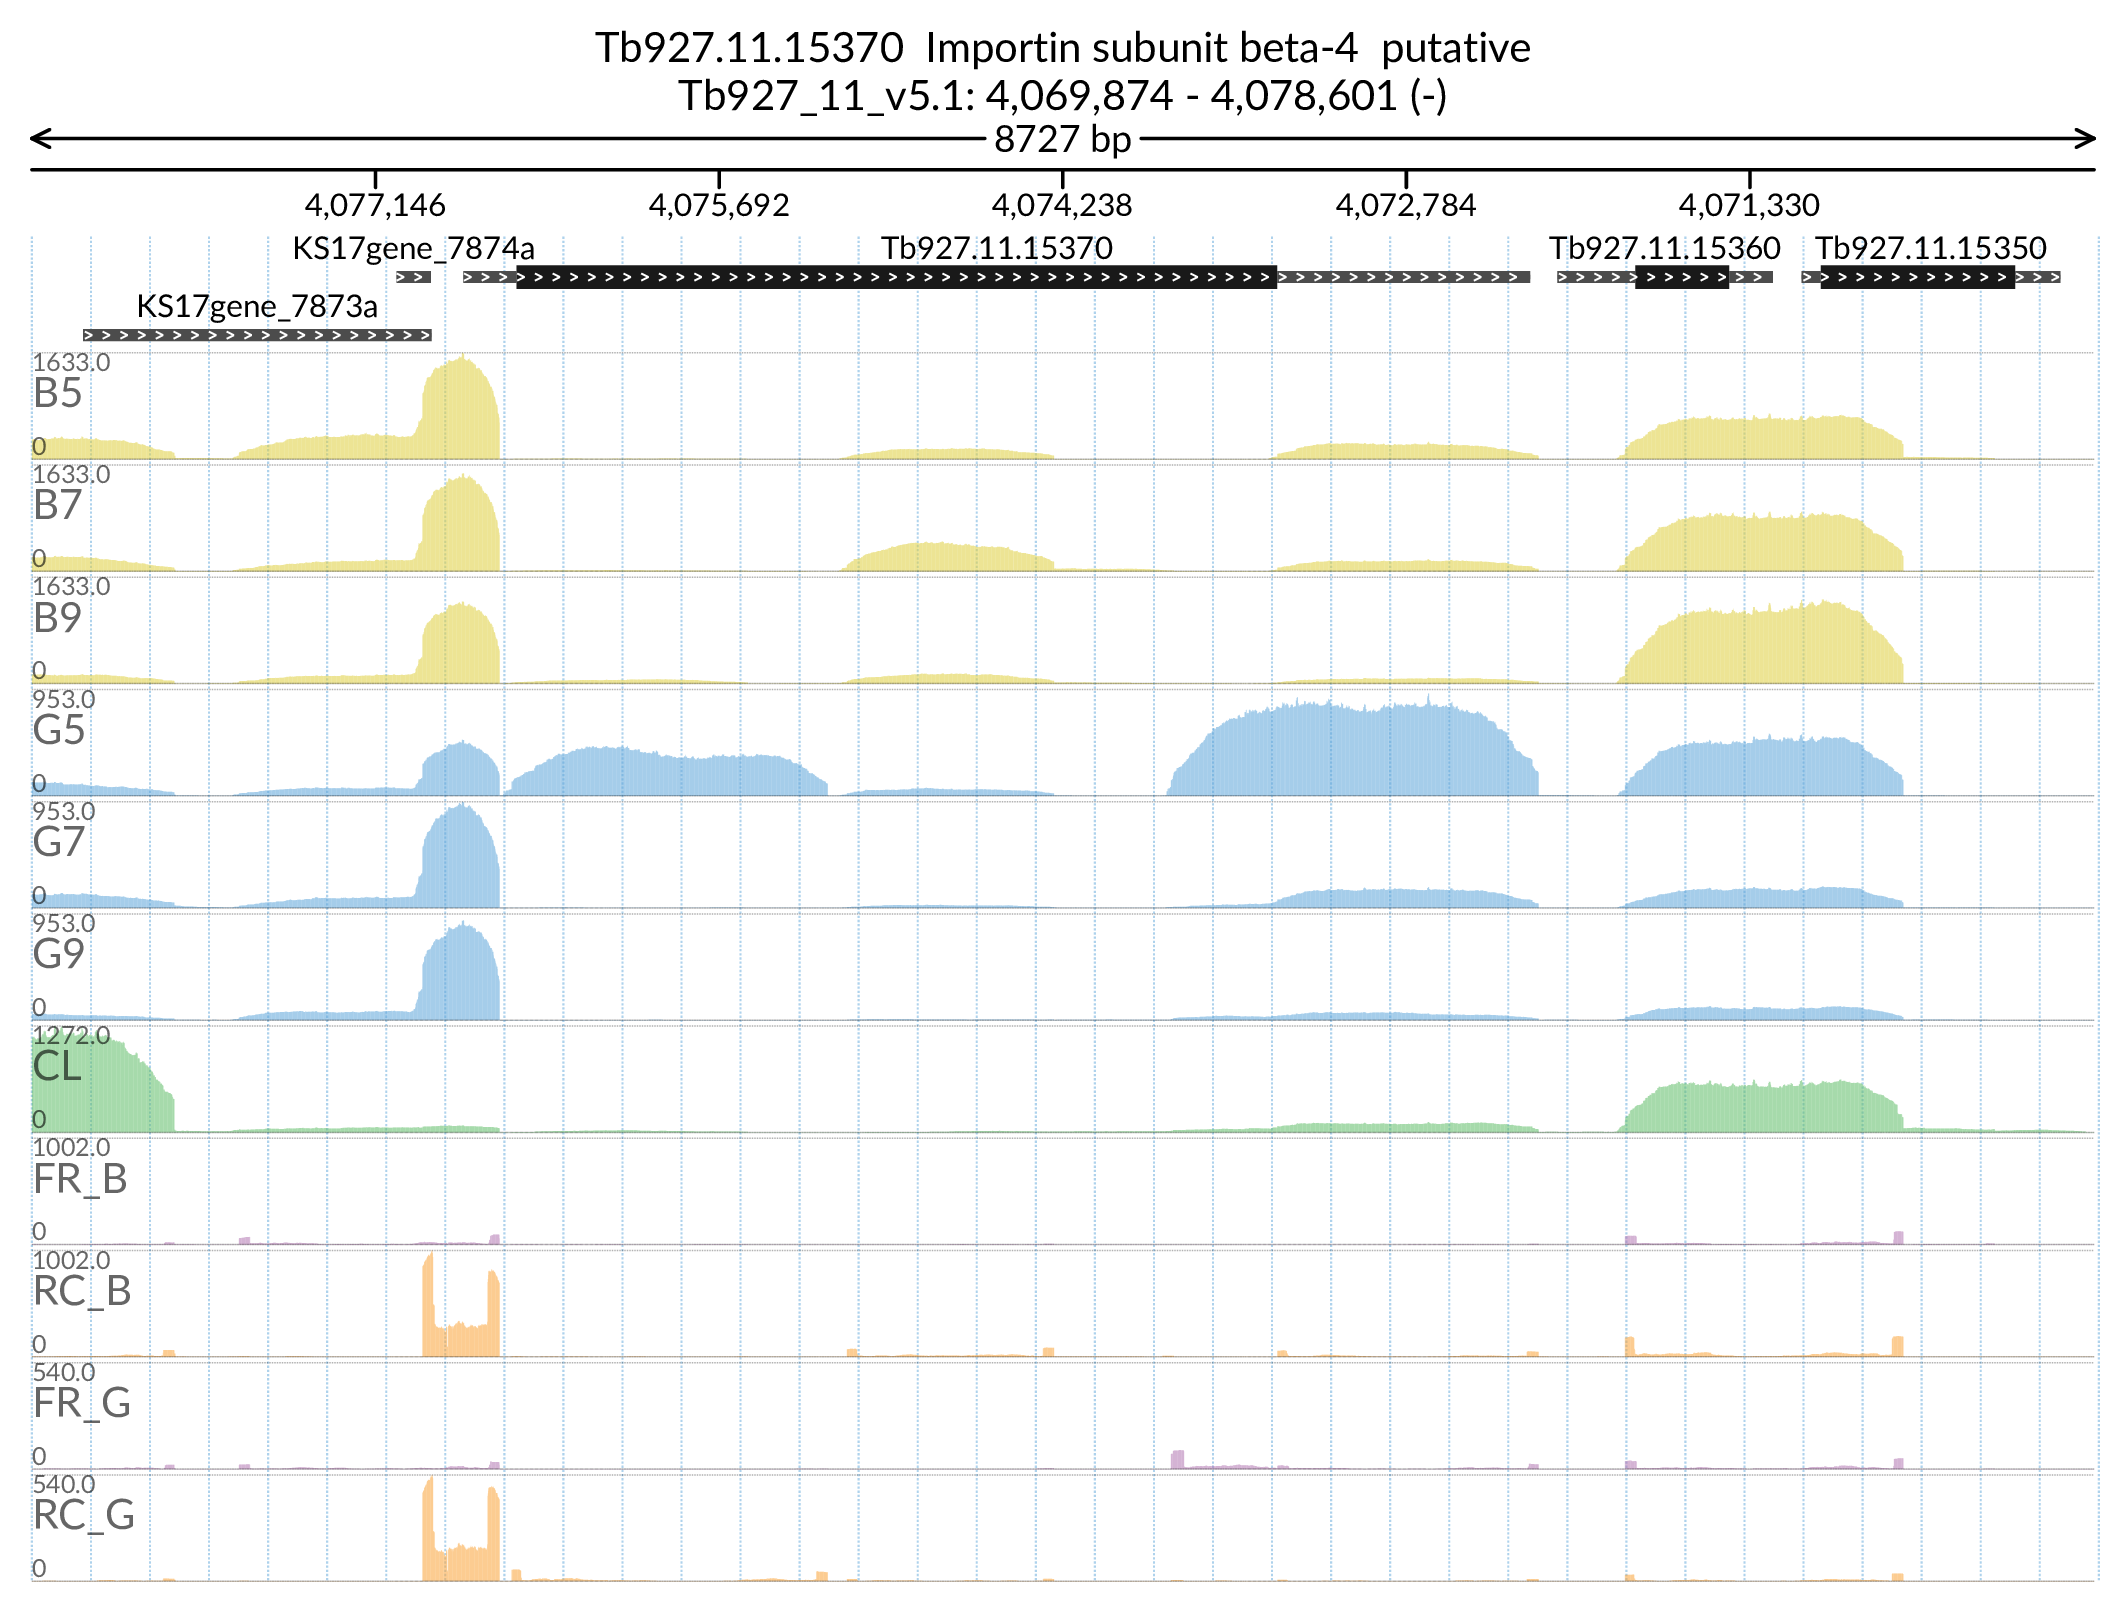 Tb927.11.15370  Importin subunit beta-4  putative
Tb927_11_v5.1: 4,069,874 - 4,078,601 (-)
8727 bp
4,077,146 4,075,692 4,074,238 4,072,784 4,071,330
KS17gene_7874a Tb927.11.15370 Tb927.11.15360 Tb927.11.15350
KS17gene_7873a
1633.0
B5
0
1633.0
B7
0
1633.0
B9
0
953.0
G5
0
953.0
G7
0
953.0
G9
0
1272.0
CL
0
1002.0
FR_B
0
1002.0
RC_B
0
540.0
FR_G
0
540.0
RC_G
0